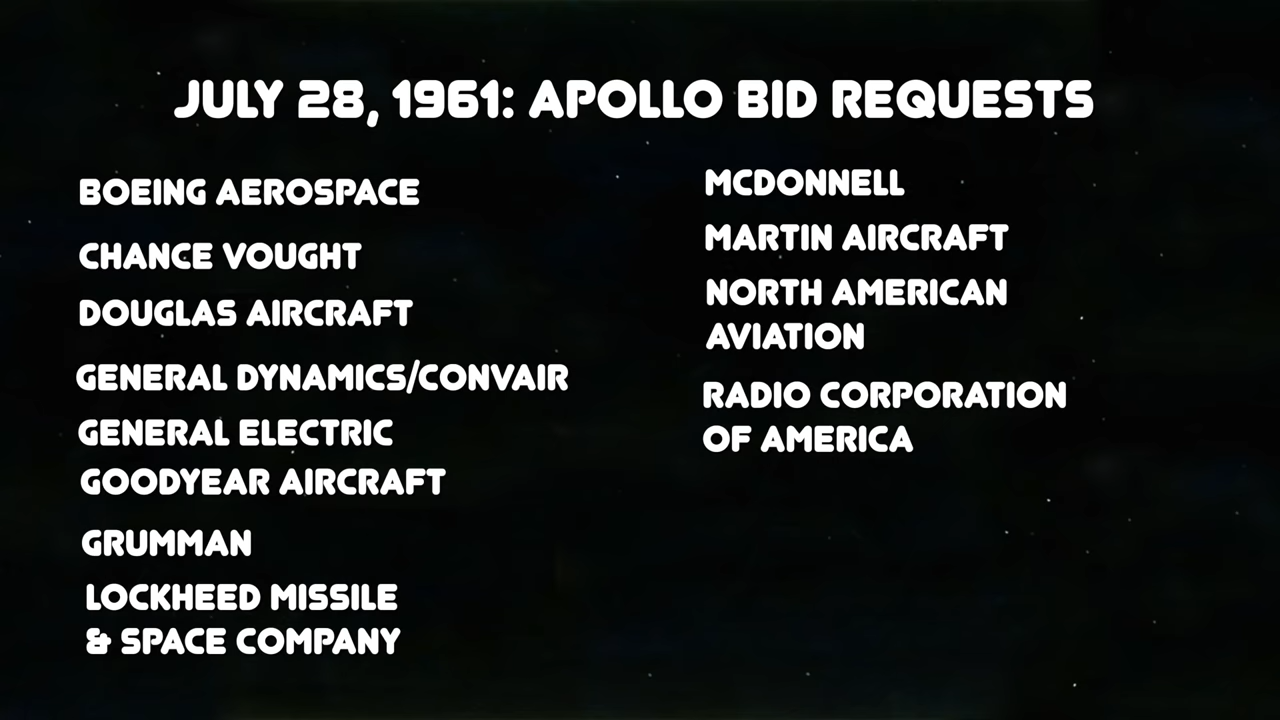 JULY 28, 1961: APOLLO BID REQUESTS
BOEING AEROSPACE
CHANCE VOUGHT
DOUGLAS AIRCRAFT
GENERAL DYNAMICS/CONVAIR
GENERAL ELECTRIC
GOODYEAR AIRCRAFT
GRUMMAN
LOCKHEED MISSILE
& SPACE COMPANY
MCDONNELL
MARTIN AIRCRAFT
NORTH AMERICAN
AVIATION
RADIO CORPORATION
OF AMERICA